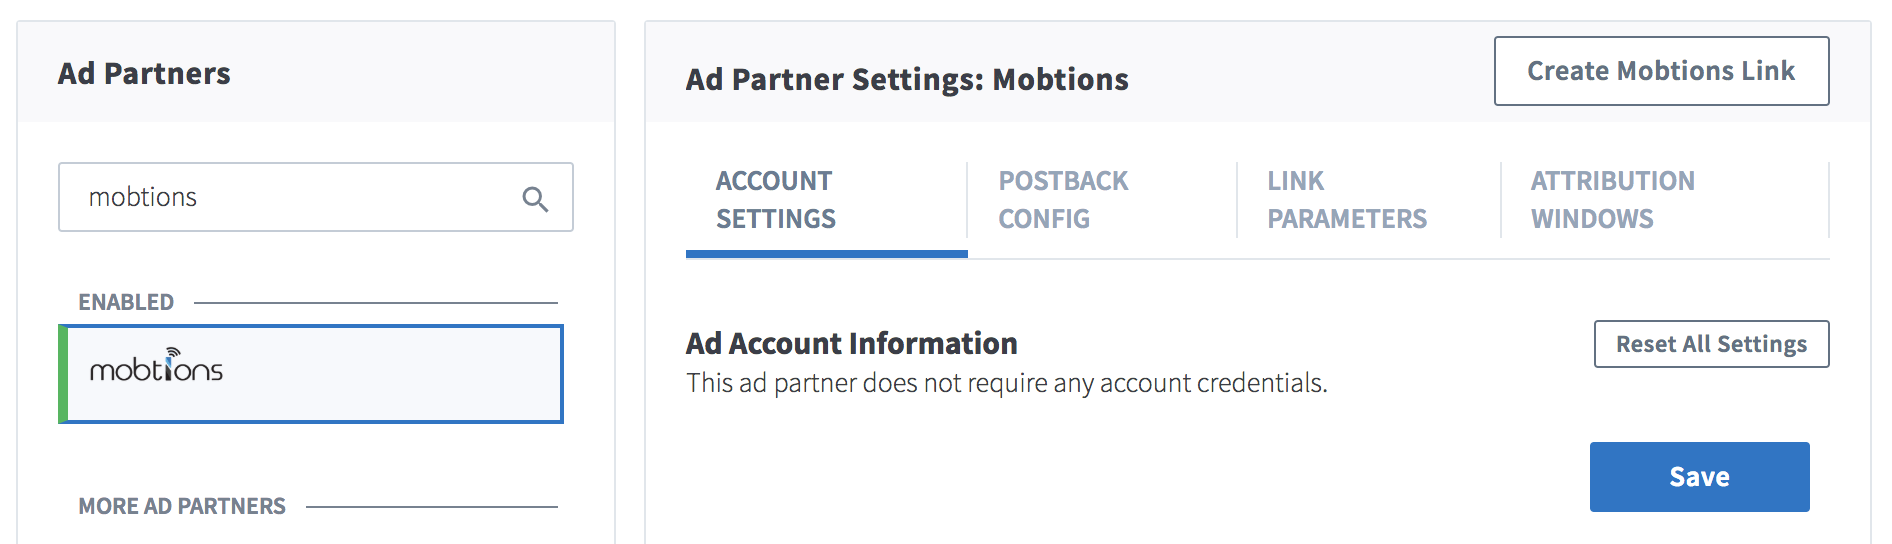 Ad Partners
mobtions
ENABLED
mobtions
MORE AD PARTNERS
Ad Partner Settings: Mobtions
Create Mobtions Link
ACCOUNT
SETTINGS
POSTBACK
CONFIG
LINK
PARAMETERS
ATTRIBUTION
WINDOWS
Ad Account Information
Reset All Settings
This ad partner does not require any account credentials.
Save